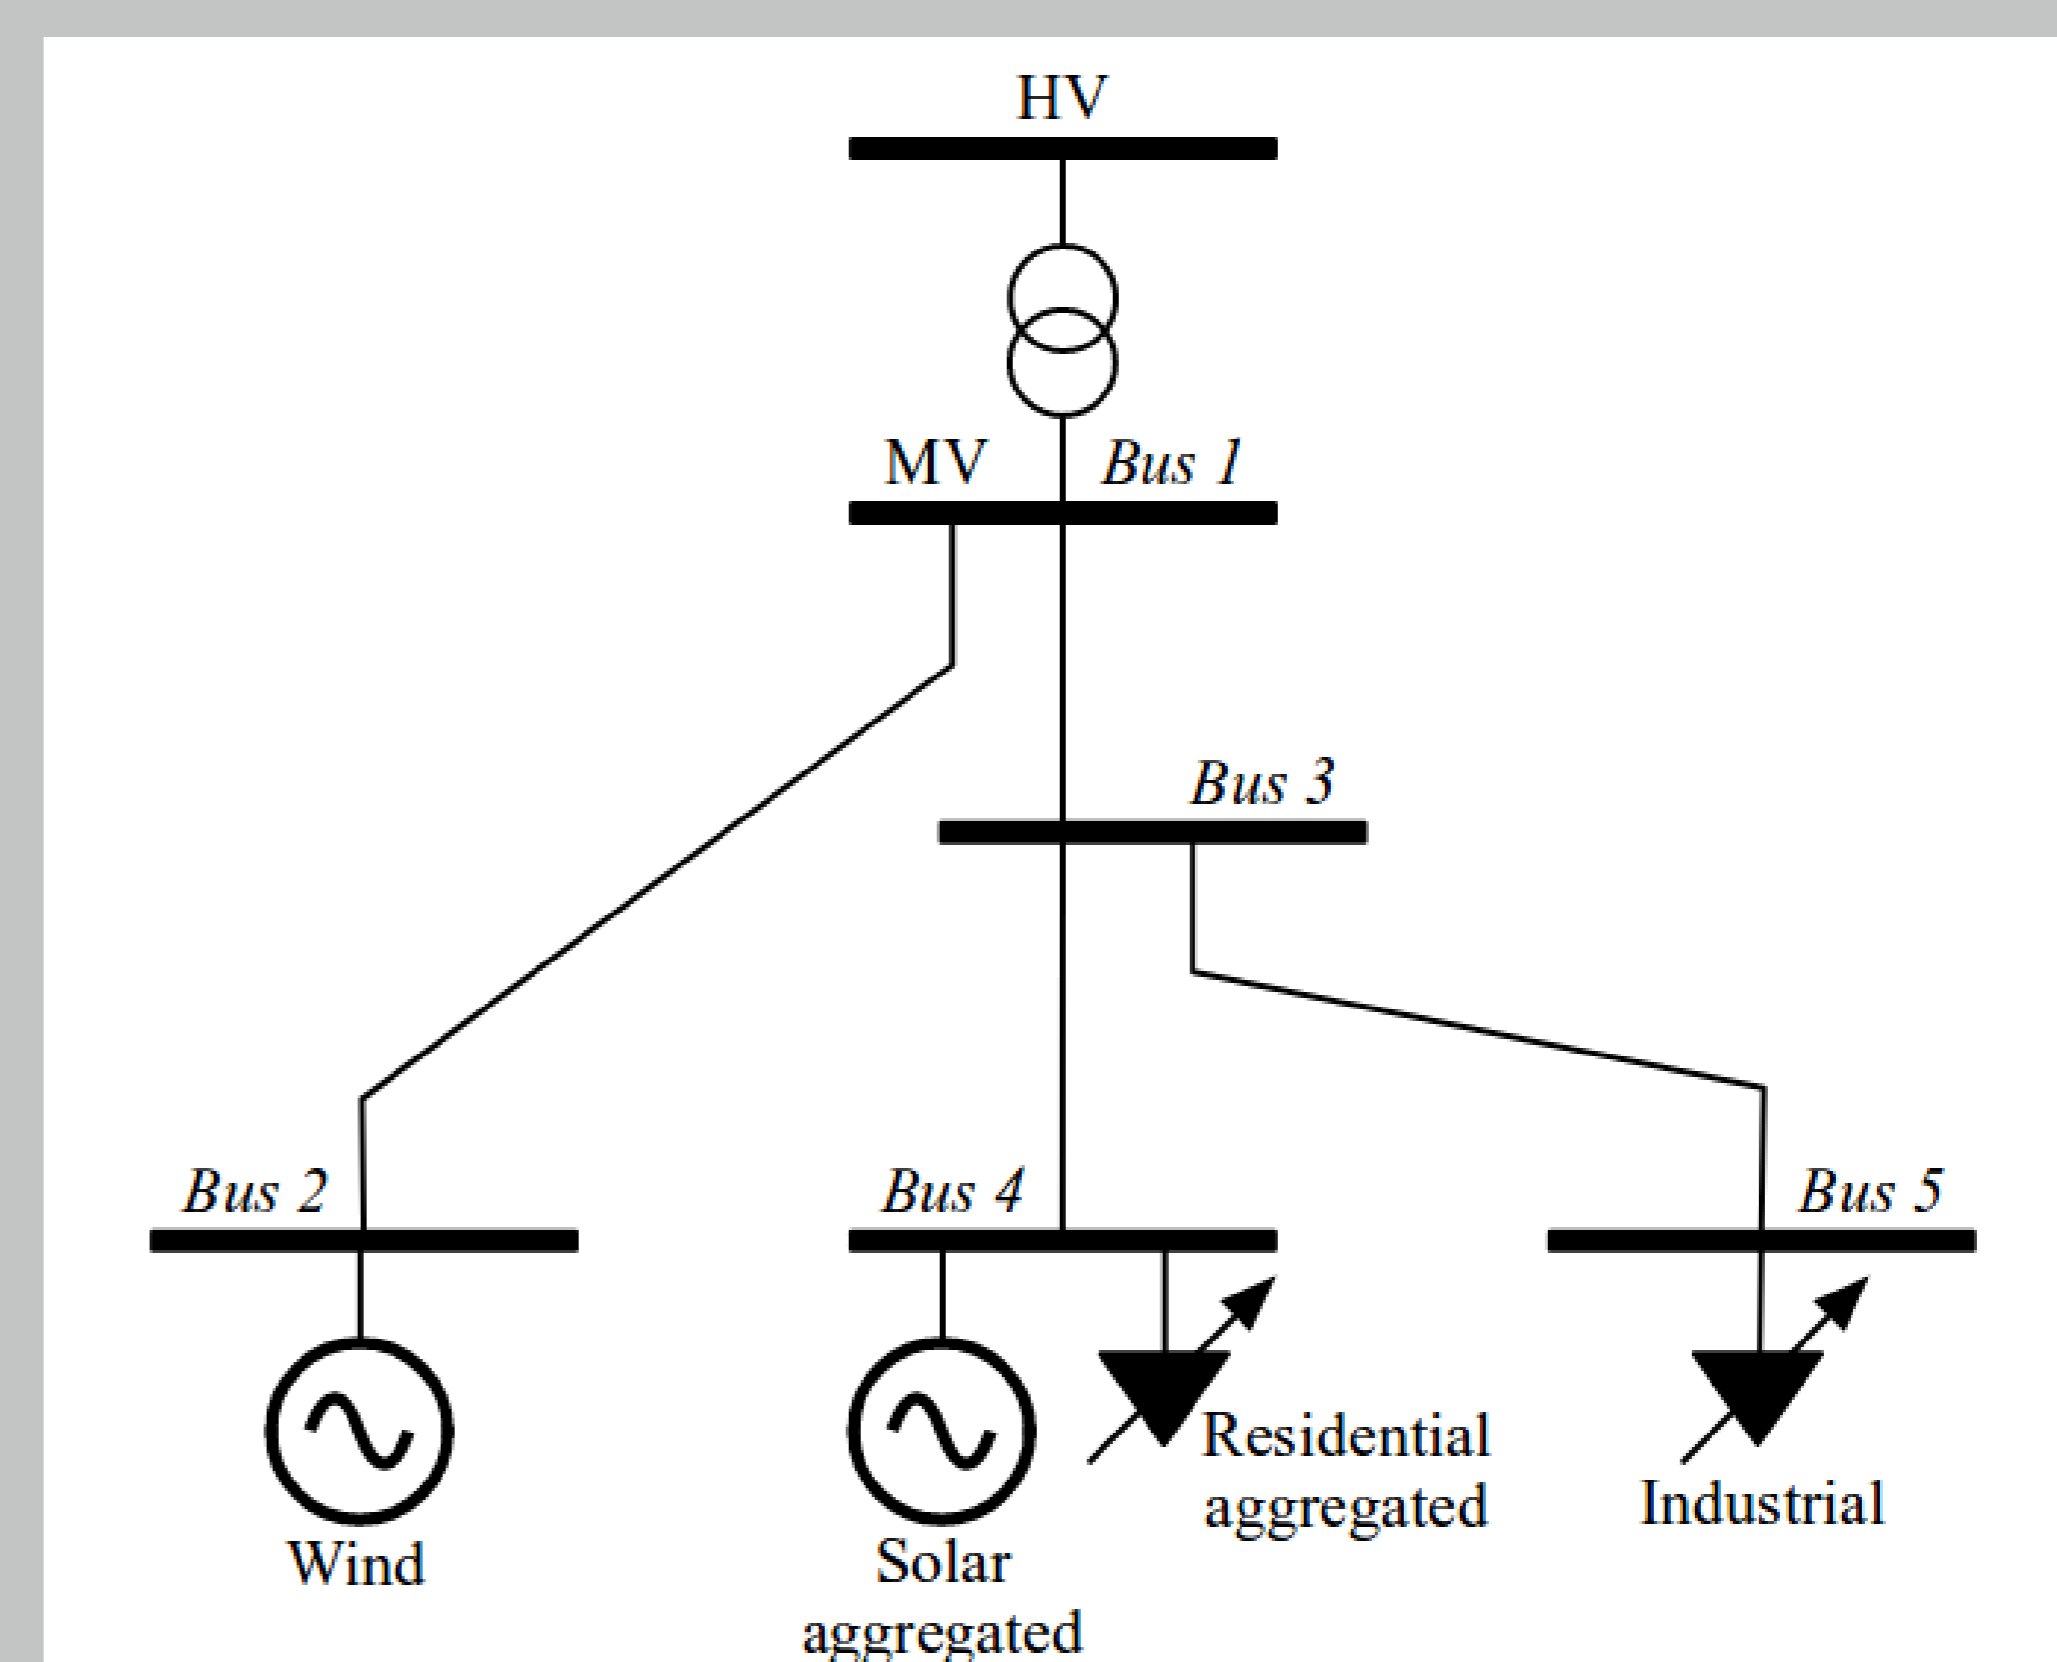 HV
MV
Bus 1
Bus 3
Bus 2
Bus 4
Bus 5
Wind
Solar
aggregated
Residential
aggregated
Industrial